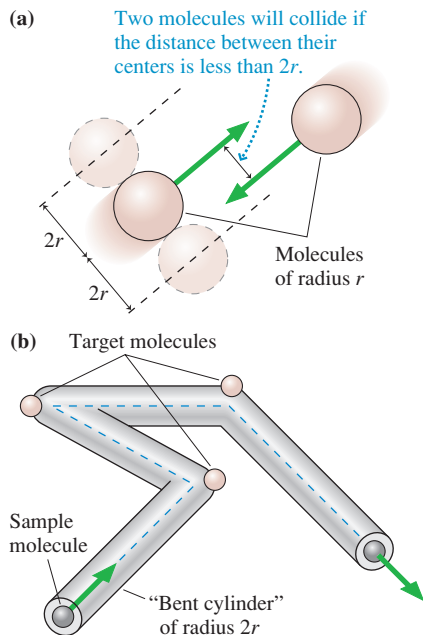 (a)
Two molecules will collide if
the distance between their
centers is less than 2r.
2r
2r
Molecules
of radius r
(b)
Target molecules
Sample
molecule
“Bent cylinder”
of radius 2r